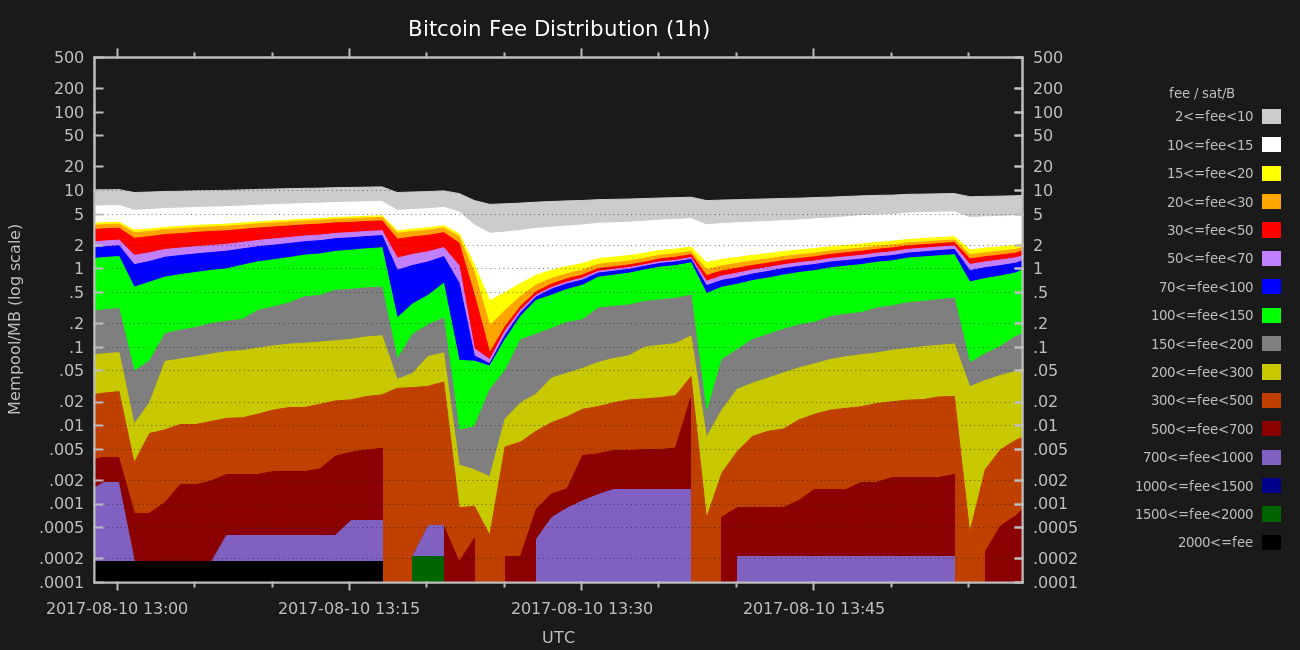 Bitcoin Fee Distribution (1h)
500 500
200 200
100 100
50 50
20 20
10 10
5 5
2 2
1 1
.5 .5
.2 .2
.1 .1
.05 .05
.02 .02
.01 .01
.005 .005
.002 .002
.001 .001
.0005 .0005
.0002 .0002
.0001 .0001
Mempool/MB (log scale)
2017-08-10 13:00 2017-08-10 13:15 2017-08-10 13:30 2017-08-10 13:45
UTC
fee / sat/B
2<=fee<10
10<=fee<15
15<=fee<20
20<=fee<30
30<=fee<50
50<=fee<70
70<=fee<100
100<=fee<150
150<=fee<200
200<=fee<300
300<=fee<500
500<=fee<700
700<=fee<1000
1000<=fee<1500
1500<=fee<2000
2000<=fee